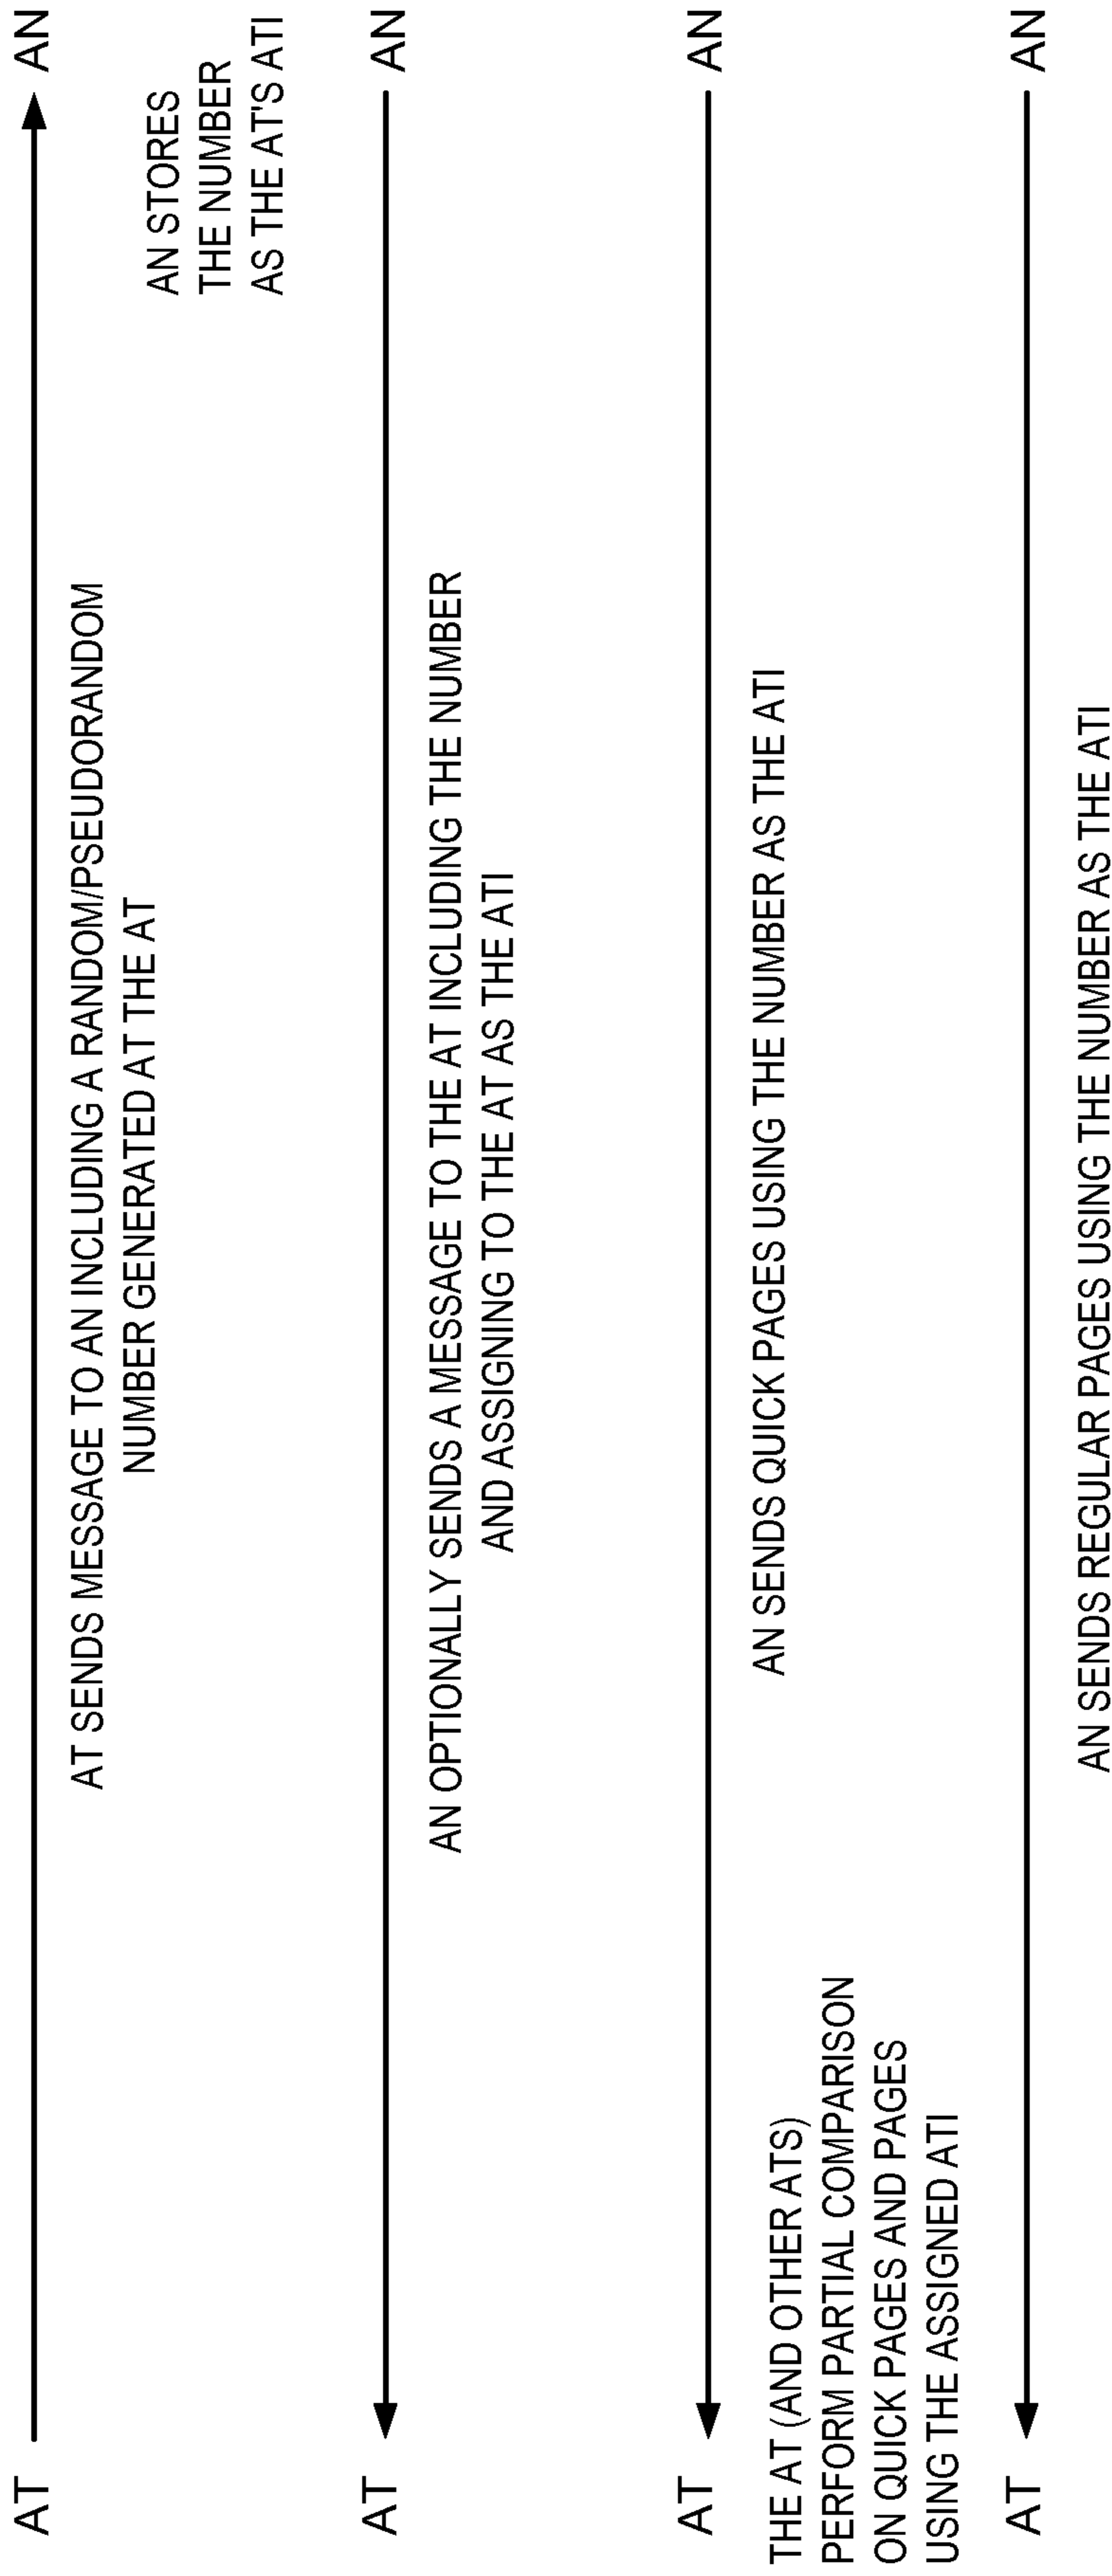 AT AN
AT SENDS MESSAGE TO AN INCLUDING A RANDOM/PSEUDORANDOM
NUMBER GENERATED AT THE AT
AN STORES
THE NUMBER
AS THE AT'S ATI
AT AN
AN OPTIONALLY SENDS A MESSAGE TO THE AT INCLUDING THE NUMBER
AND ASSIGNING TO THE AT AS THE ATI
AT AN
AN SENDS QUICK PAGES USING THE NUMBER AS THE ATI
THE AT (AND OTHER ATS)
PERFORM PARTIAL COMPARISON
ON QUICK PAGES AND PAGES
USING THE ASSIGNED ATI
AT AN
AN SENDS REGULAR PAGES USING THE NUMBER AS THE ATI